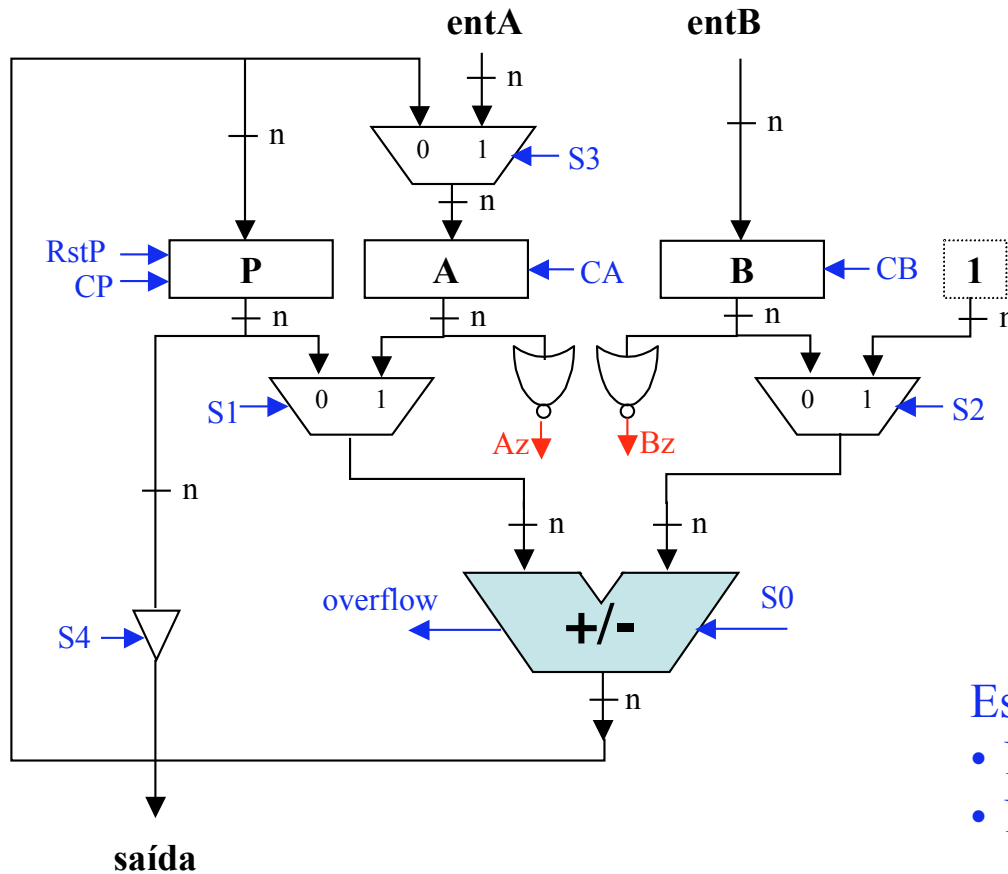 entA entB
n
n n
0 1 S3
n
RstP
CP P A CA B CB 1
n n n n
S1 0 1 0 1 S2
Az Bz
n
n n
overflow S0
S4 +/-
n
saída